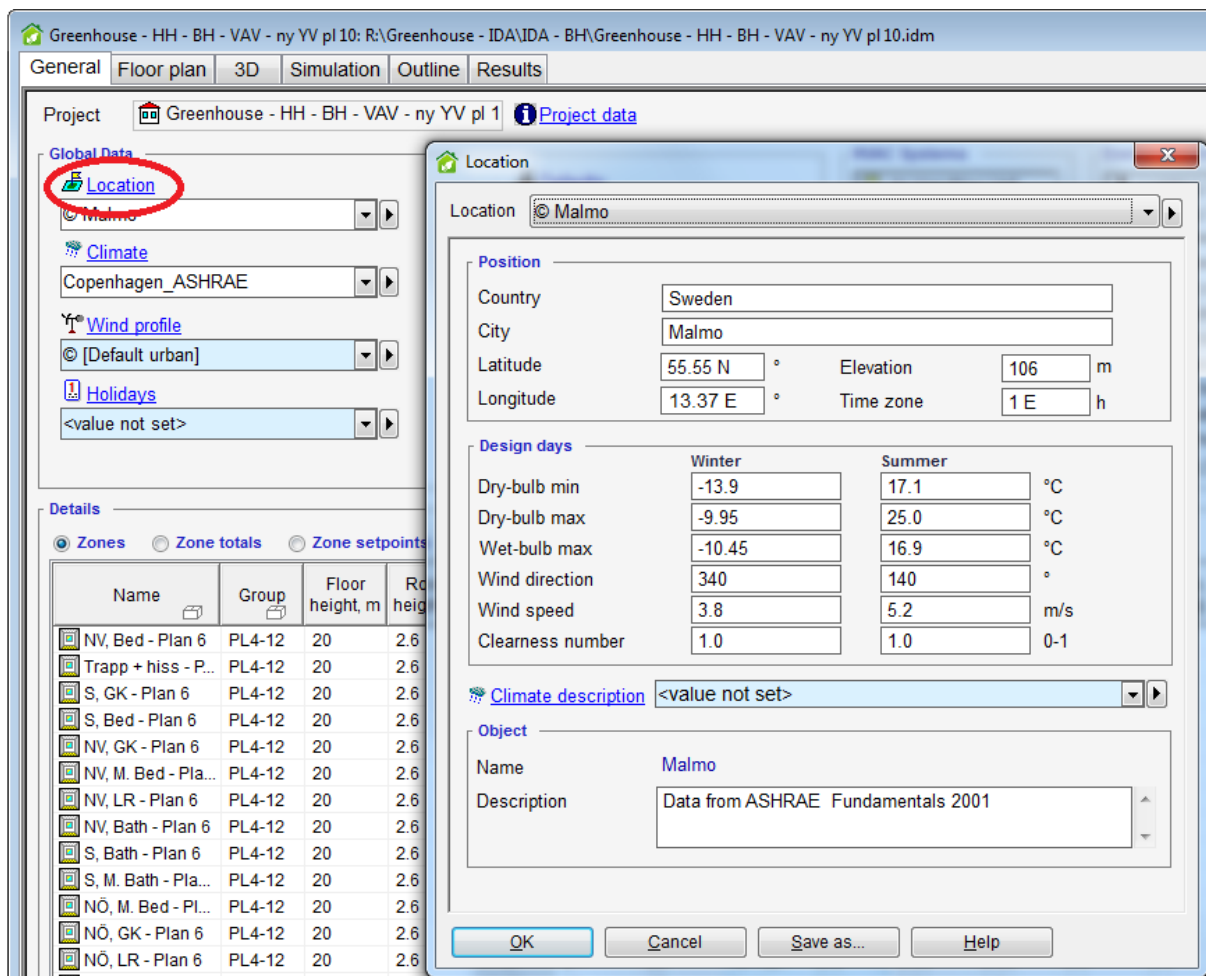 Greenhouse - HH - BH - VAV - ny YV pl 10: R:\Greenhouse - IDA\IDA - BH\Greenhouse - HH - BH - VAV - ny YV pl 10.idm
General Floor plan 3D Simulation Outline Results
Project Greenhouse - HH - BH - VAV - ny YV pl 1 Project data
Global Data
Location
© Malmo
Climate
Copenhagen_ASHRAE
Wind profile
© [Default urban]
Holidays
<value not set>
Details
Zones Zone totals Zone setpoints
Name Group Floor height, m Ro heig
NV, Bed - Plan 6 PL4-12 20 2.6
Trapp + hiss - P... PL4-12 20 2.6
S, GK - Plan 6 PL4-12 20 2.6
S, Bed - Plan 6 PL4-12 20 2.6
NV, GK - Plan 6 PL4-12 20 2.6
NV, M. Bed - Pla... PL4-12 20 2.6
NV, LR - Plan 6 PL4-12 20 2.6
NV, Bath - Plan 6 PL4-12 20 2.6
S, Bath - Plan 6 PL4-12 20 2.6
S, M. Bath - Pla... PL4-12 20 2.6
NÖ, M. Bed - Pl... PL4-12 20 2.6
NÖ, GK - Plan 6 PL4-12 20 2.6
NÖ, LR - Plan 6 PL4-12 20 2.6
Location
Location © Malmo
Position
Country Sweden
City Malmo
Latitude 55.55 N ° Elevation 106 m
Longitude 13.37 E ° Time zone 1 E h
Design days
Winter Summer
Dry-bulb min -13.9 17.1 °C
Dry-bulb max -9.95 25.0 °C
Wet-bulb max -10.45 16.9 °C
Wind direction 340 140 °
Wind speed 3.8 5.2 m/s
Clearness number 1.0 1.0 0-1
Climate description <value not set>
Object
Name Malmo
Description Data from ASHRAE Fundamentals 2001
OK Cancel Save as... Help